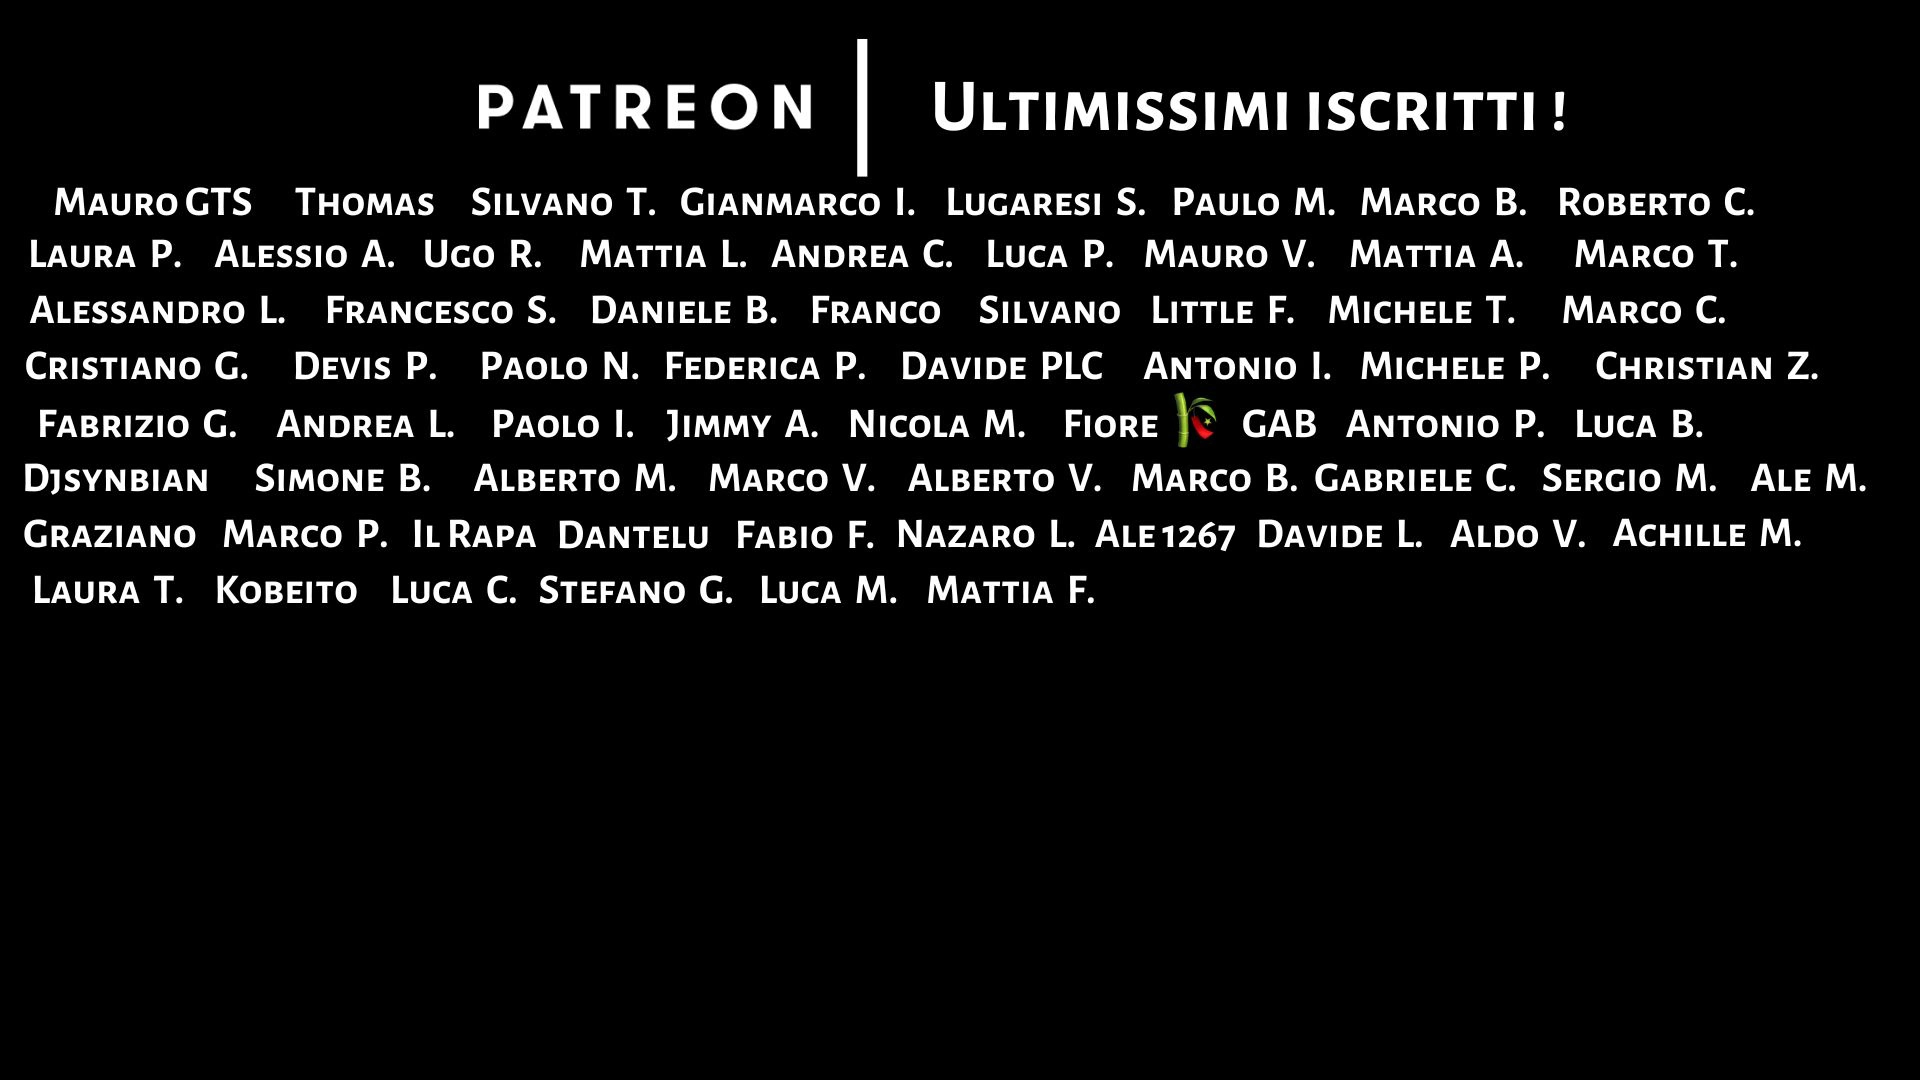 PATREON | Ultimissimi iscritti !
Mauro GTS Thomas Silvano T. Gianmarco I. Lugaresi S. Paulo M. Marco B. Roberto C.
Laura P. Alessio A. Ugo R. Mattia L. Andrea C. Luca P. Mauro V. Mattia A. Marco T.
Alessandro L. Francesco S. Daniele B. Franco Silvano Little F. Michele T. Marco C.
Cristiano G. Devis P. Paolo N. Federica P. Davide PLC Antonio I. Michele P. Christian Z.
Fabrizio G. Andrea L. Paolo I. Jimmy A. Nicola M. Fiore GAB Antonio P. Luca B.
Djsynbian Simone B. Alberto M. Marco V. Alberto V. Marco B. Gabriele C. Sergio M. Ale M.
Graziano Marco P. Il Rapa Dantelu Fabio F. Nazaro L. Ale1267 Davide L. Aldo V. Achille M.
Laura T. Kobeito Luca C. Stefano G. Luca M. Mattia F.